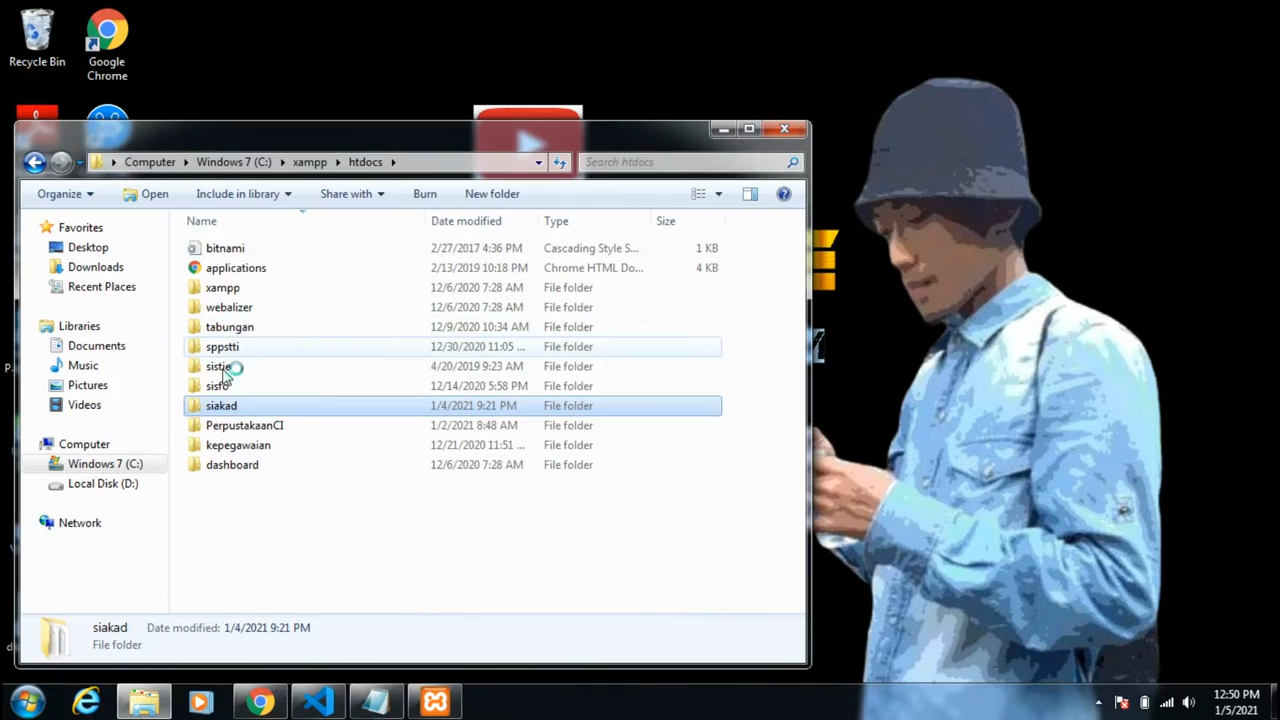 Recycle Bin
Google
Chrome
Computer
Windows 7 (C:)
xampp
htdocs
Search htdocs
Organize
Open
Include in library
Share with
Burn
New folder
Name
Date modified
Type
Size
Favorites
Desktop
Downloads
Recent Places
Libraries
Documents
Music
Pictures
Videos
Computer
Windows 7 (C:)
Local Disk (D:)
Network
bitnami 2/27/2017 4:36 PM Cascading Style S... 1 KB
applications 2/13/2019 10:18 PM Chrome HTML Do... 4 KB
xampp 12/6/2020 7:28 AM File folder
webalizer 12/6/2020 7:28 AM File folder
tabungan 12/9/2020 10:34 AM File folder
sppstti 12/30/2020 11:05 ... File folder
4/20/2019 9:23 AM File folder
12/14/2020 5:58 PM File folder
siakad 1/4/2021 9:21 PM File folder
PerpustakaanCI 1/2/2021 8:48 AM File folder
kepegawaian 12/21/2020 11:51 ... File folder
dashboard 12/6/2020 7:28 AM File folder
siakad Date modified: 1/4/2021 9:21 PM
File folder
12:50 PM
1/5/2021